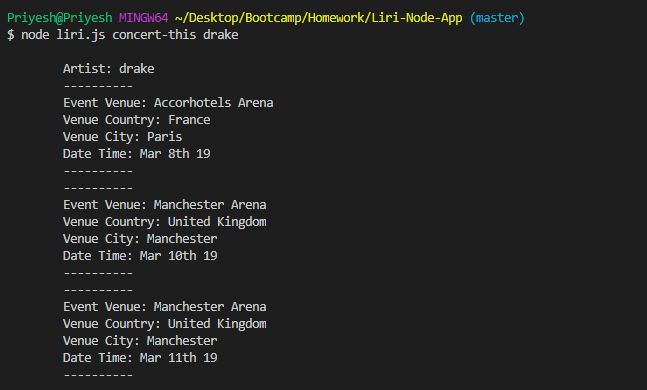 Priyesh@Priyesh MINGW64 ~/Desktop/Bootcamp/Homework/Liri-Node-App (master)
$ node liri.js concert-this drake
Artist: drake
----------
Event Venue: Accorhotels Arena
Venue Country: France
Venue City: Paris
Date Time: Mar 8th 19
----------
----------
Event Venue: Manchester Arena
Venue Country: United Kingdom
Venue City: Manchester
Date Time: Mar 10th 19
----------
----------
Event Venue: Manchester Arena
Venue Country: United Kingdom
Venue City: Manchester
Date Time: Mar 11th 19
----------